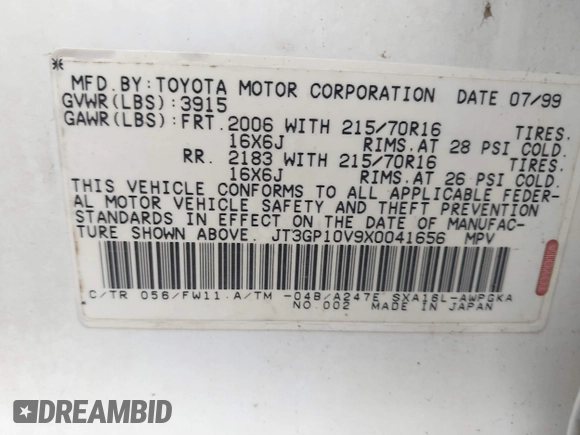 MFD.BY:TOYOTA MOTOR CORPORATION DATE 07/99
GVWR(LBS):3915
GAWR(LBS):FRT.2006 WITH 215/70R16 TIRES.
16X6J RIMS.AT 28 PSI COLD.
RR. 2183 WITH 215/70R16 TIRES.
16X6J RIMS.AT 26 PSI COLD.
THIS VEHICLE CONFORMS TO ALL APPLICABLE FEDER-
AL MOTOR VEHICLE SAFETY AND THEFT PREVENTION
STANDARDS IN EFFECT ON THE DATE OF MANUFAC-
TURE SHOWN ABOVE. JT3GP10V9X0041656 MPV
C/TR 056/FW11.A/TM -04B/A247E SXA16L-AWPGKA
NO.002 MADE IN JAPAN
DREAMBID